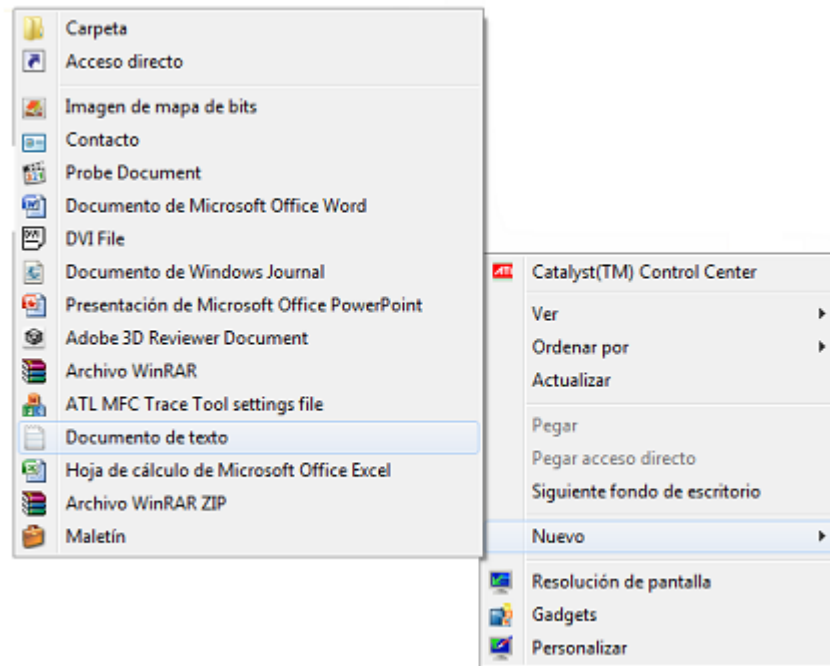 Carpeta
Acceso directo
Imagen de mapa de bits
Contacto
Probe Document
Documento de Microsoft Office Word
DVI File
Documento de Windows Journal
Presentación de Microsoft Office PowerPoint
Adobe 3D Reviewer Document
Archivo WinRAR
ATL MFC Trace Tool settings file
Documento de texto
Hoja de cálculo de Microsoft Office Excel
Archivo WinRAR ZIP
Maletín
Catalyst(TM) Control Center
Ver
Ordenar por
Actualizar
Pegar
Pegar acceso directo
Siguiente fondo de escritorio
Nuevo
Resolución de pantalla
Gadgets
Personalizar